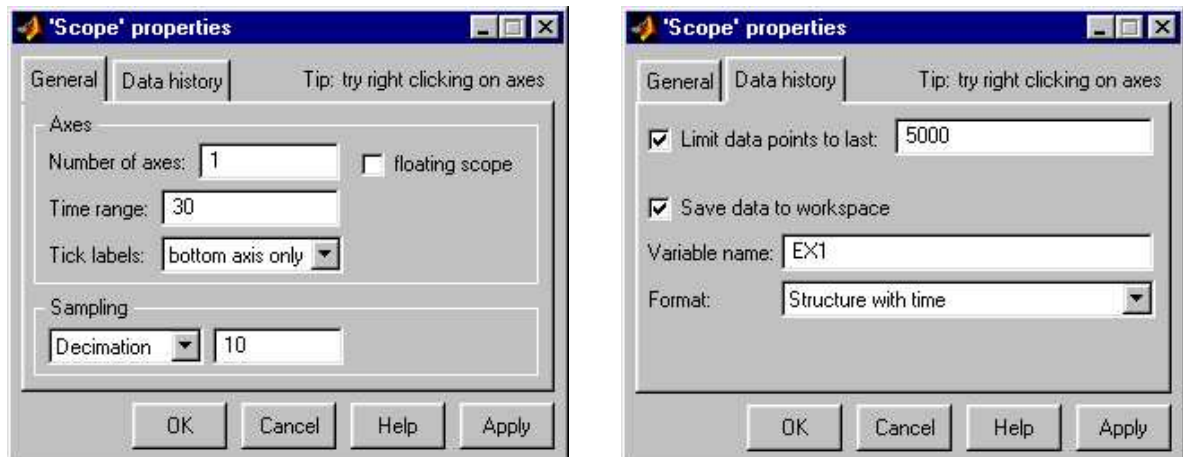 'Scope' properties
General Data history Tip: try right clicking on axes
Axes
Number of axes: 1 floating scope
Time range: 30
Tick labels: bottom axis only
Sampling
Decimation 10
OK Cancel Help Apply
'Scope' properties
General Data history Tip: try right clicking on axes
Limit data points to last: 5000
Save data to workspace
Variable name: EX1
Format: Structure with time
OK Cancel Help Apply